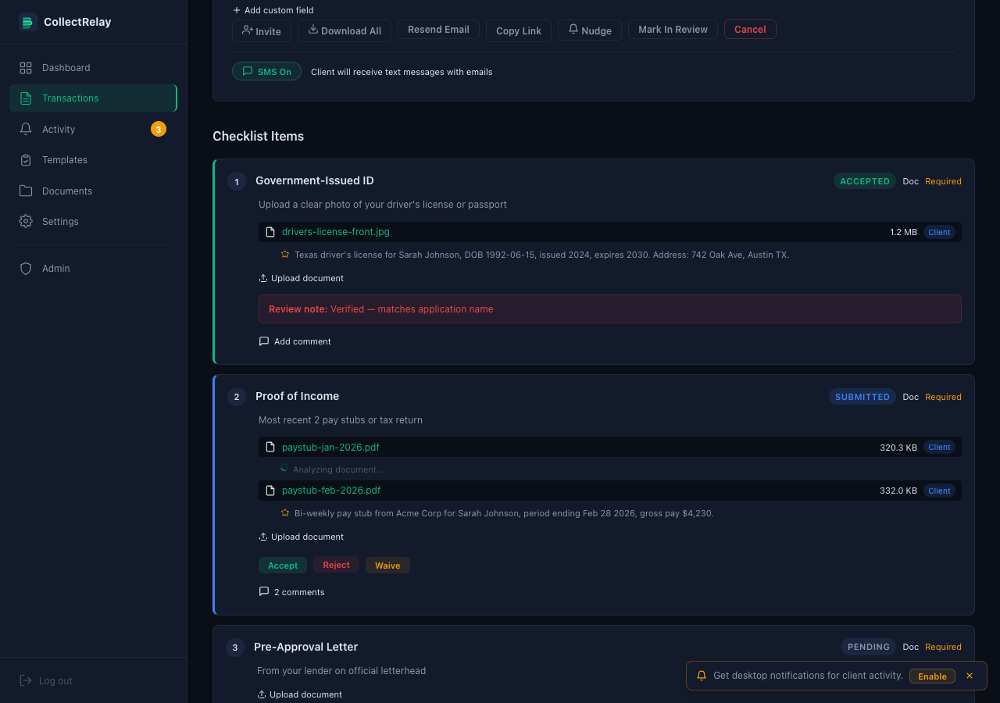 CollectRelay
Dashboard
Transactions
Activity
3
Templates
Documents
Settings
Admin
Log out
Add custom field
Invite
Download All
Resend Email
Copy Link
Nudge
Mark In Review
Cancel
SMS On
Client will receive text messages with emails
Checklist Items
1
Government-Issued ID
ACCEPTED
Doc
Required
Upload a clear photo of your driver's license or passport
drivers-license-front.jpg
1.2 MB
Client
Texas driver's license for Sarah Johnson, DOB 1992-06-15, issued 2024, expires 2030. Address: 742 Oak Ave, Austin TX.
Upload document
Review note: Verified — matches application name
Add comment
2
Proof of Income
SUBMITTED
Doc
Required
Most recent 2 pay stubs or tax return
paystub-jan-2026.pdf
320.3 KB
Client
Analyzing document...
paystub-feb-2026.pdf
332.0 KB
Client
Bi-weekly pay stub from Acme Corp for Sarah Johnson, period ending Feb 28 2026, gross pay $4,230.
Upload document
Accept
Reject
Waive
2 comments
3
Pre-Approval Letter
PENDING
Doc
Required
From your lender on official letterhead
Upload document
Get desktop notifications for client activity.
Enable